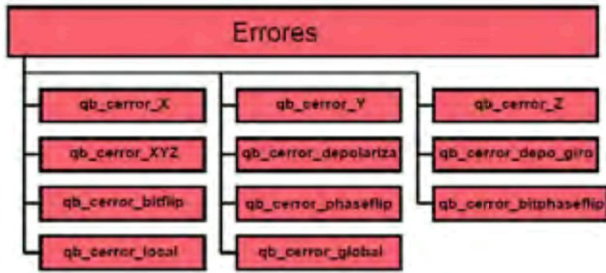 Errores
qb_cerror_X
qb_cerror_Y
qb_cerror_Z
qb_cerror_XYZ
qb_cerror_depolariza
qb_cerror_depo_giro
qb_cerror_bitflip
qb_cerror_phaseflip
qb_cerror_bitphaseflip
qb_cerror_local
qb_cerror_global